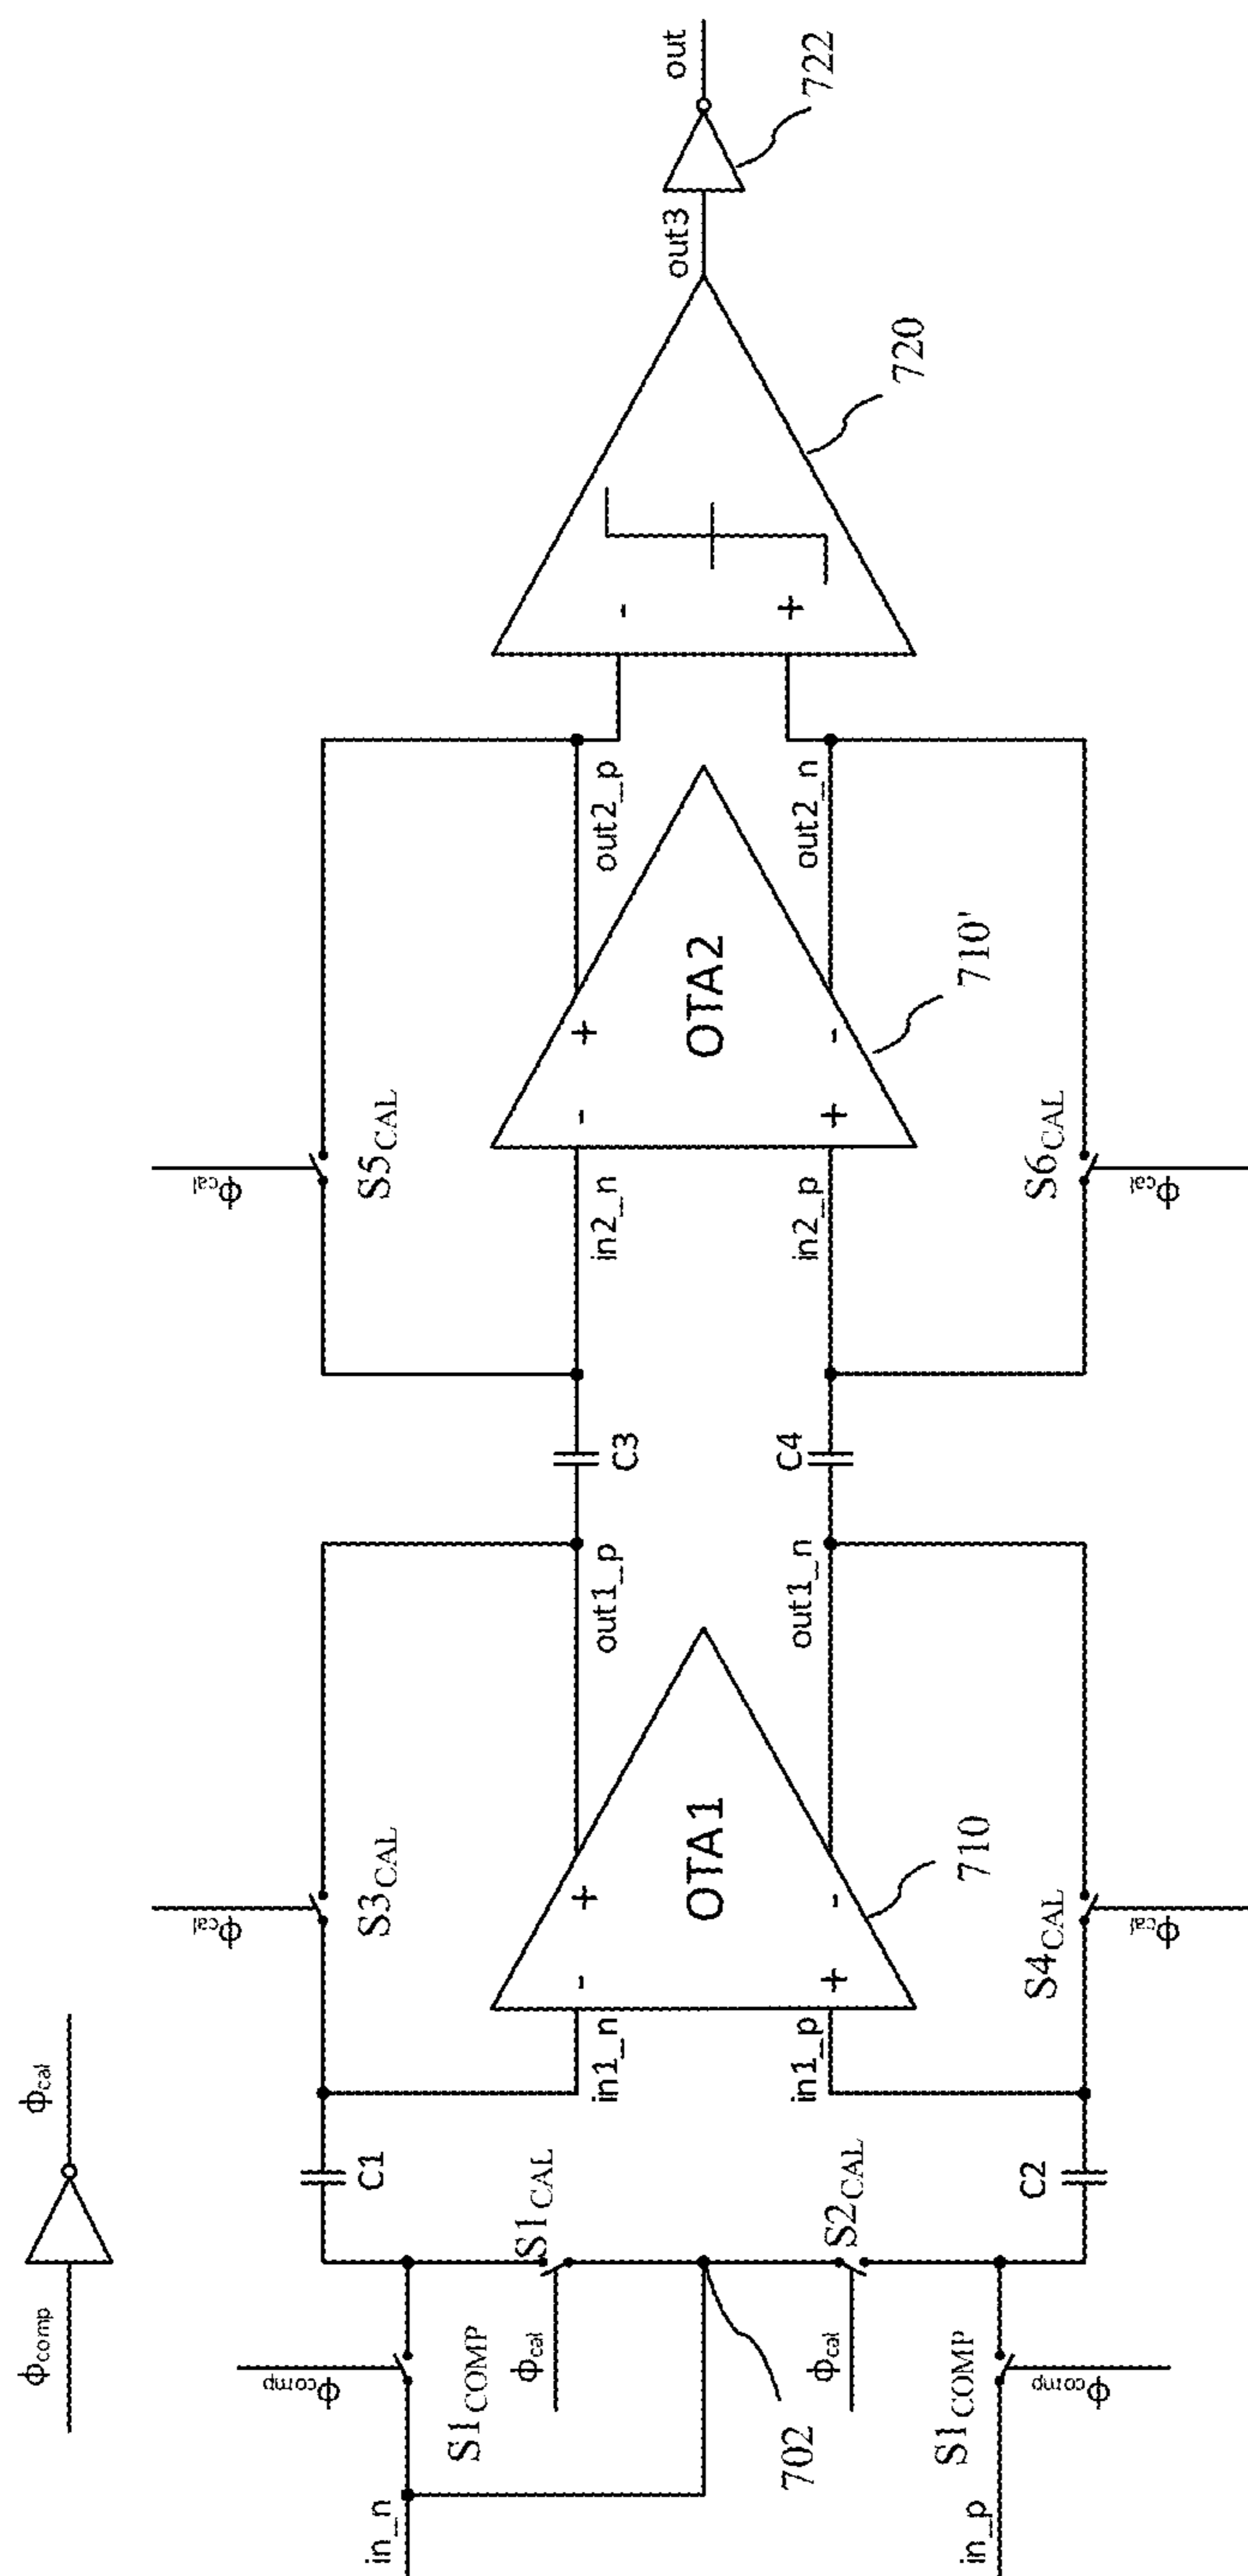 ϕcomp
ϕcal
in_n
ϕcomp
S1COMP
ϕcal
S1CAL
702
ϕcal
S2CAL
in_p
S1COMP
ϕcomp
C1
C2
in1_n
in1_p
ϕcal
S3CAL
-
+
+
-
OTA1
710
S4CAL
ϕcal
out1_p
out1_n
C3
C4
in2_n
in2_p
ϕcal
S5CAL
-
+
+
-
OTA2
710'
S6CAL
ϕcal
out2_p
out2_n
-
+
720
out3
722
out